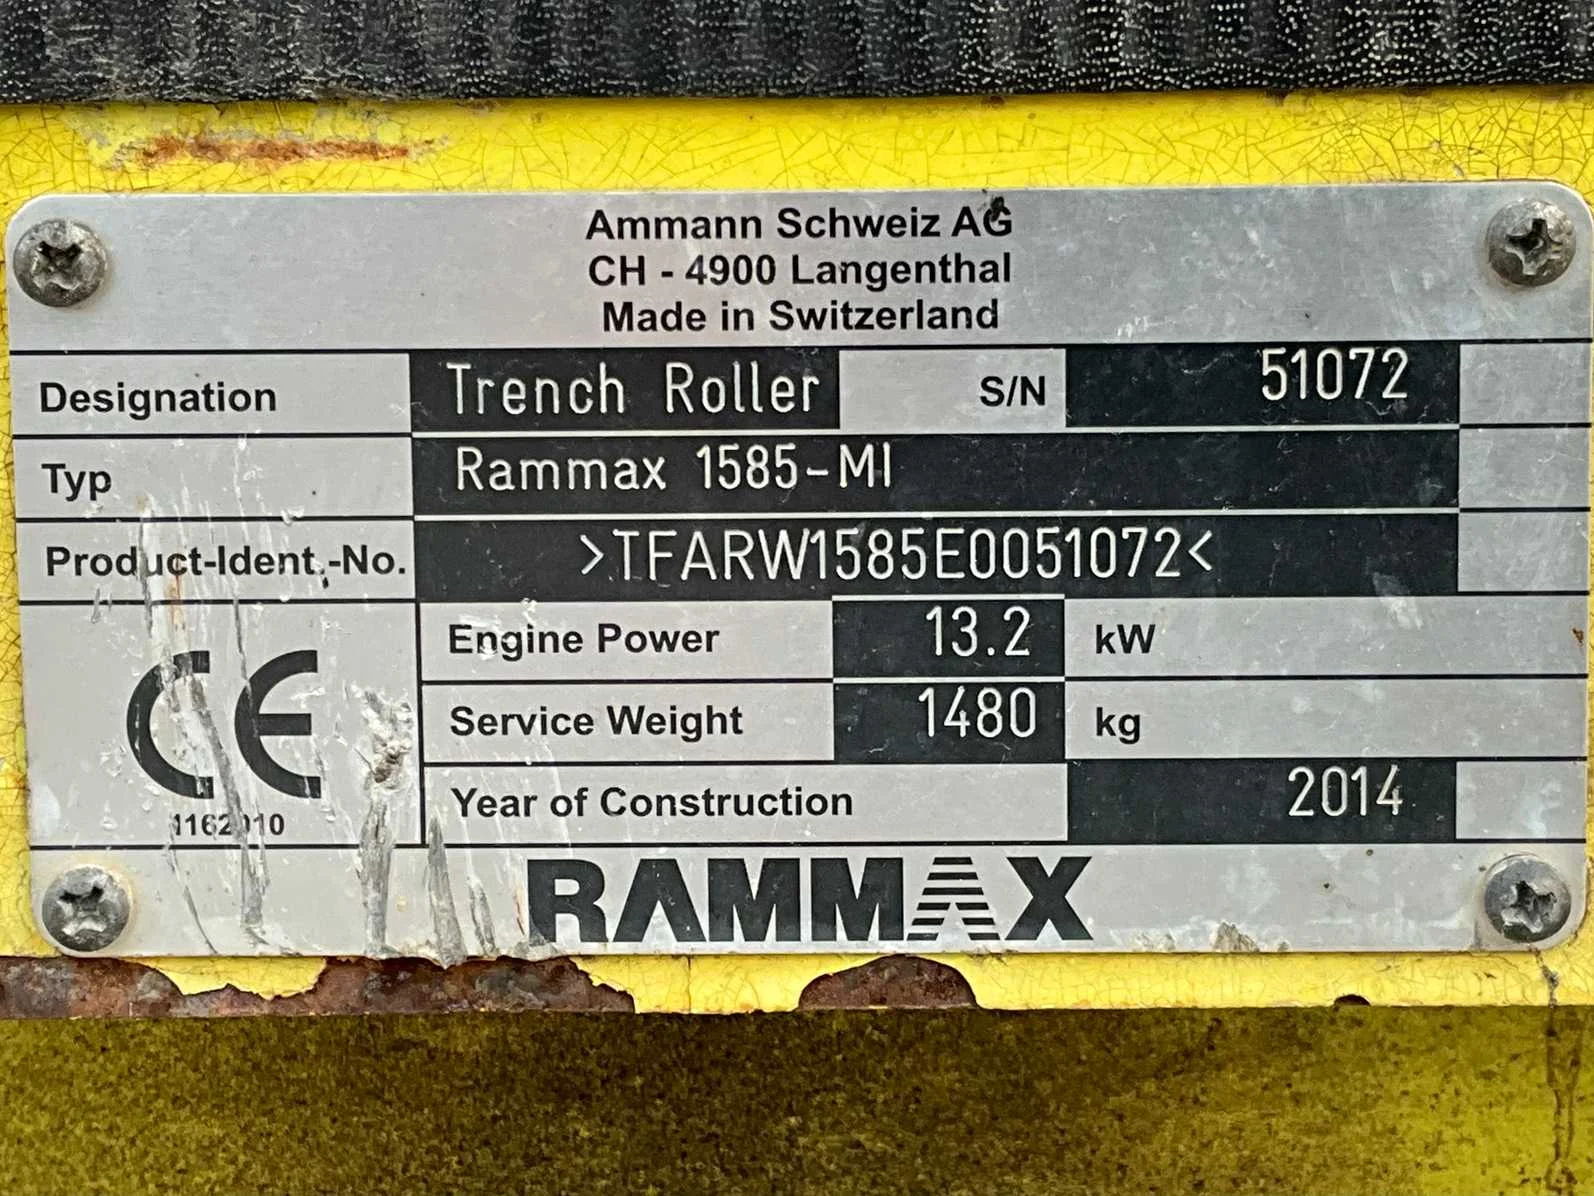 Ammann Schweiz AG
CH - 4900 Langenthal
Made in Switzerland
Designation Trench Roller S/N 51072
Typ Rammax 1585-MI
Product-Ident.-No. >TFARW1585E0051072<
Engine Power 13.2 kW
Service Weight 1480 kg
CE
Year of Construction 2014
1162010
RAMMAX